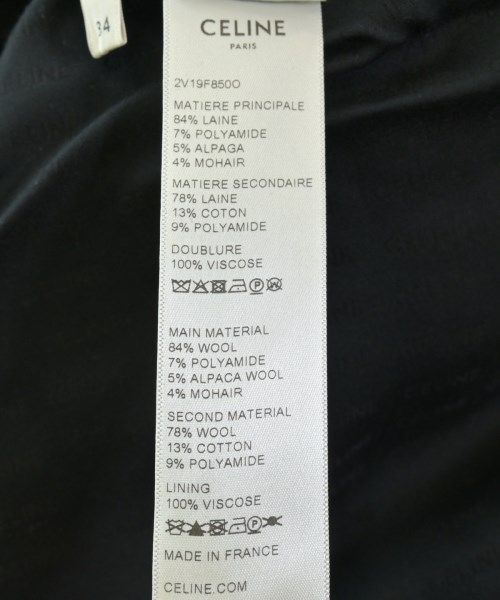 34
CELINE
PARIS
2V19F850O
MATIERE PRINCIPALE
84% LAINE
7% POLYAMIDE
5% ALPAGA
4% MOHAIR
MATIERE SECONDAIRE
78% LAINE
13% COTON
9% POLYAMIDE
DOUBLURE
100% VISCOSE
MAIN MATERIAL
84% WOOL
7% POLYAMIDE
5% ALPACA WOOL
4% MOHAIR
SECOND MATERIAL
78% WOOL
13% COTTON
9% POLYAMIDE
LINING
100% VISCOSE
MADE IN FRANCE
CELINE.COM